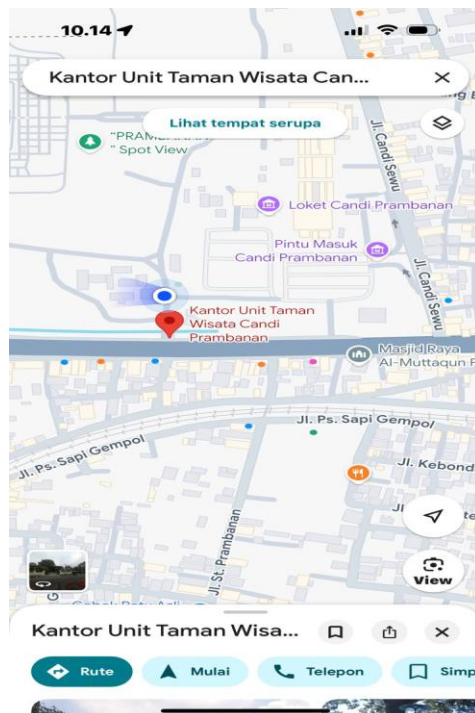 10.14
Kantor Unit Taman Wisata Can...
Lihat tempat serupa
"PRAMBANAN
" Spot View
Jl. Candi Sewu
Loket Candi Prambanan
Pintu Masuk
Candi Prambanan
Jl. Candi Sewu
Kantor Unit Taman
Wisata Candi
Prambanan
Masjid Raya
Al-Muttaqun P
Jl. Ps. Sapi Gempol
Jl. Ps. Sapi Gempol
Jl. Kebond
Jl. St. Prambanan
View
Kantor Unit Taman Wisa...
Rute
Mulai
Telepon
Simp